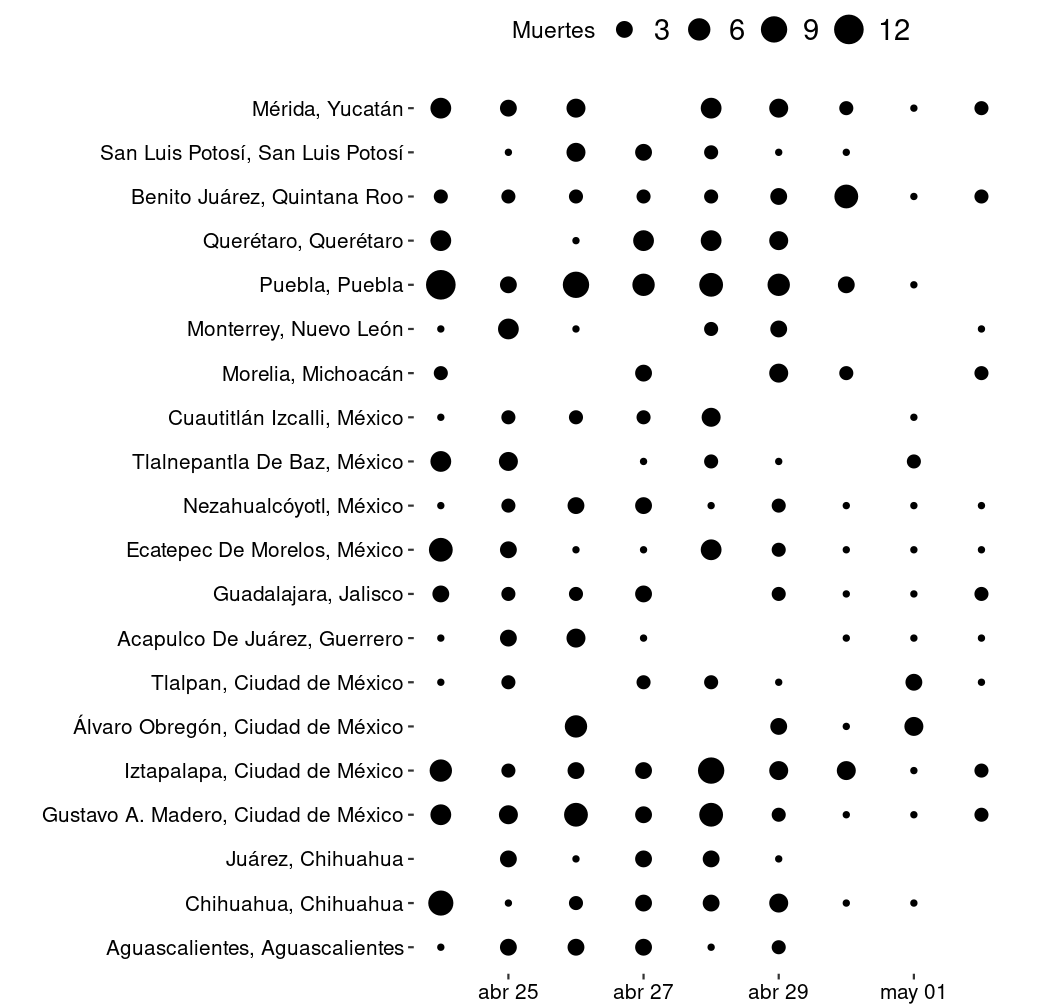 Muertes 3 6 9 12
Mérida, Yucatán
San Luis Potosí, San Luis Potosí
Benito Juárez, Quintana Roo
Querétaro, Querétaro
Puebla, Puebla
Monterrey, Nuevo León
Morelia, Michoacán
Cuautitlán Izcalli, México
Tlalnepantla De Baz, México
Nezahualcóyotl, México
Ecatepec De Morelos, México
Guadalajara, Jalisco
Acapulco De Juárez, Guerrero
Tlalpan, Ciudad de México
Álvaro Obregón, Ciudad de México
Iztapalapa, Ciudad de México
Gustavo A. Madero, Ciudad de México
Juárez, Chihuahua
Chihuahua, Chihuahua
Aguascalientes, Aguascalientes
abr 25 abr 27 abr 29 may 01